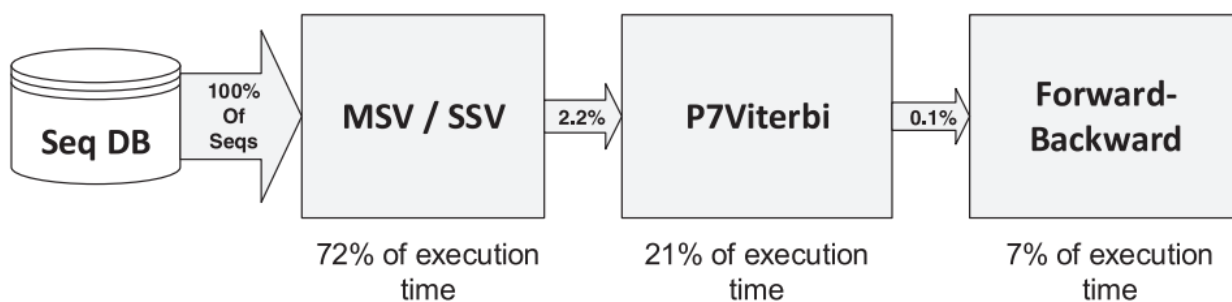 Seq DB
100%
Of
Seqs
MSV / SSV
2.2%
P7Viterbi
0.1%
Forward-
Backward
72% of execution
time
21% of execution
time
7% of execution
time